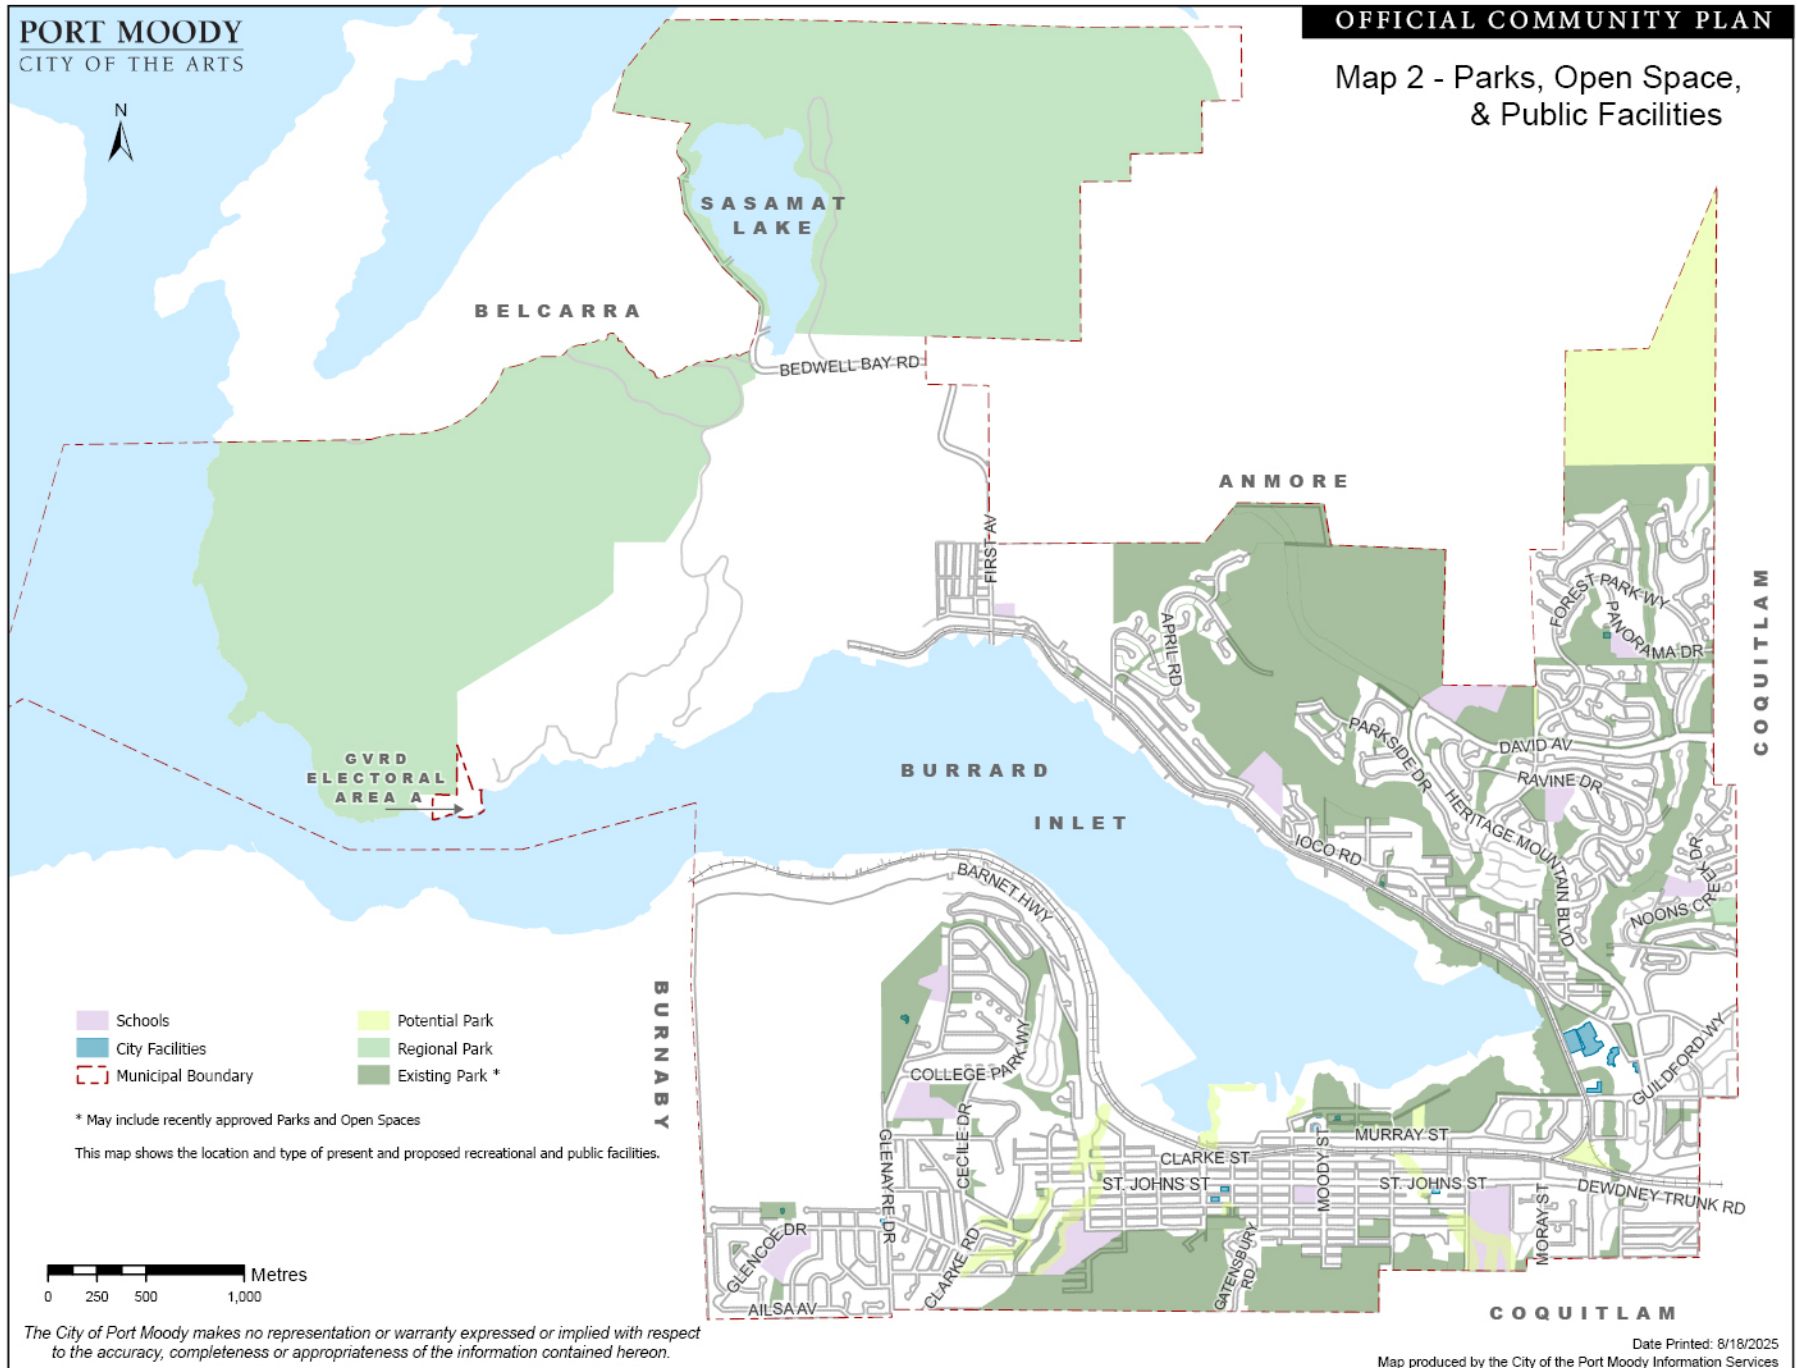 PORT MOODY
CITY OF THE ARTS
OFFICIAL COMMUNITY PLAN
Map 2 - Parks, Open Space,
& Public Facilities
N
SASAMAT
LAKE
BELCARRA
BEDWELL BAY RD
ANMORE
FIRST AV
FOREST PARK WY
PANORAMA DR
COQUITLAM
APRIL RD
PARKSIDE DR
DAVID AV
RAVINE DR
HERITAGE MOUNTAIN BLVD
GVRD
ELECTORAL
AREA A
BURRARD
INLET
IOCO RD
NOONS CREEK DR
BARNET HWY
BURNABY
GUILDFORD WY
COLLEGE PARK WY
CECILE DR
GLENAYRE DR
MURRAY ST
CLARKE ST
ST. JOHNS ST
MOODY ST
ST. JOHNS ST
MORAY ST
DEWDNEY TRUNK RD
GLENCOE DR
CLARKE RD
GATENSBURY
RD
AILSA AV
COQUITLAM
Schools
City Facilities
Municipal Boundary
Potential Park
Regional Park
Existing Park *
* May include recently approved Parks and Open Spaces
This map shows the location and type of present and proposed recreational and public facilities.
Metres
0 250 500 1,000
The City of Port Moody makes no representation or warranty expressed or implied with respect
to the accuracy, completeness or appropriateness of the information contained hereon.
Date Printed: 8/18/2025
Map produced by the City of the Port Moody Information Services